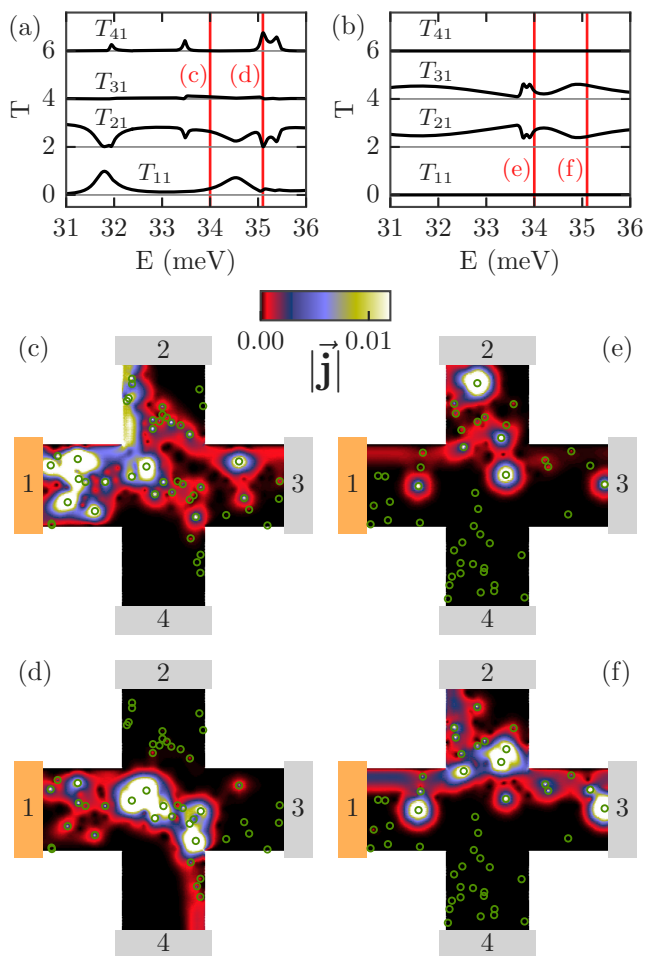 (a)
T
6
4
2
0
T₄₁
T₃₁
T₂₁
T₁₁
(c)
(d)
31 32 33 34 35 36
E (meV)
(b)
T
6
4
2
0
T₄₁
T₃₁
T₂₁
T₁₁
(e)
(f)
31 32 33 34 35 36
E (meV)
0.00 0.01
|j⃗|
(c)
2
1
3
4
(e)
2
1
3
4
(d)
2
1
3
4
(f)
2
1
3
4